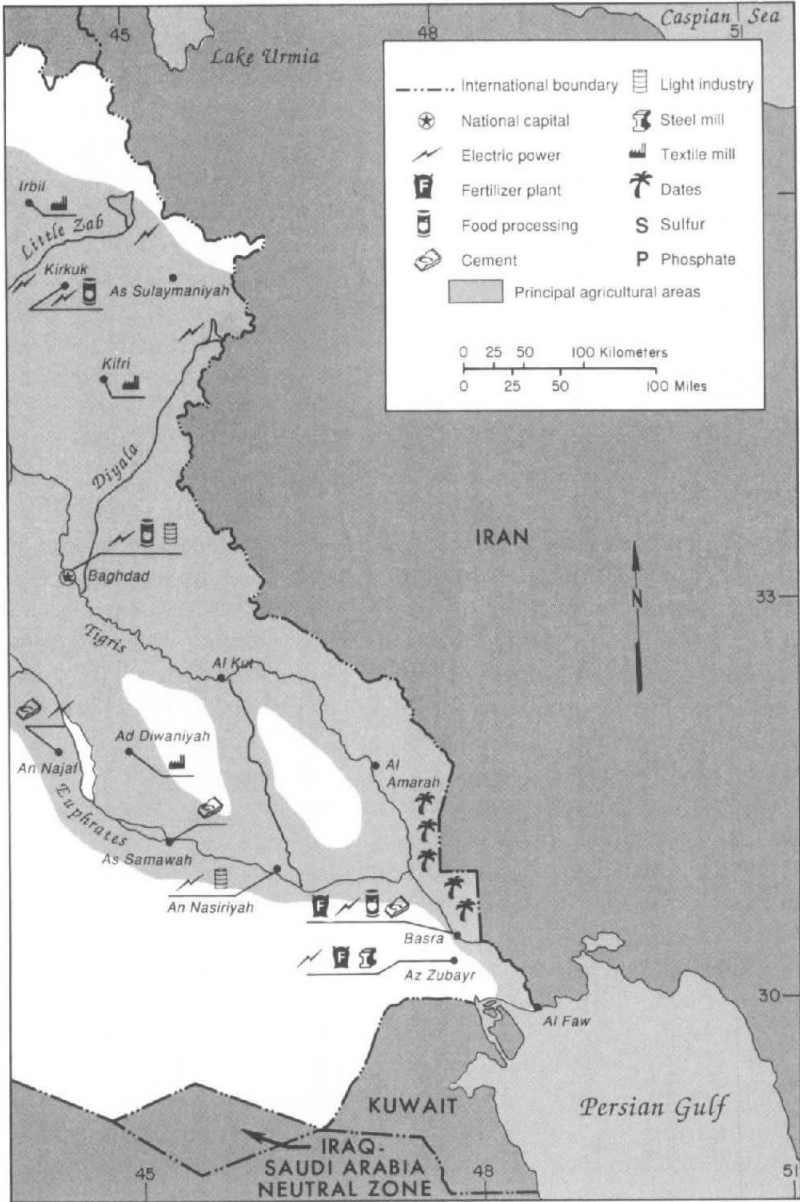 45
48
51
Caspian Sea
Lake Urmia
International boundary
Light industry
National capital
Steel mill
Electric power
Textile mill
F
Fertilizer plant
Dates
Food processing
S
Sulfur
Cement
P
Phosphate
Principal agricultural areas
0 25 50 100 Kilometers
0 25 50 100 Miles
Irbil
Little Zab
Kirkuk
As Sulaymaniyah
Kifri
Diyala
IRAN
Baghdad
N
33
Tigris
Al Kut
Ad Diwaniyah
An Najaf
Al
Amarah
Euphrates
As Samawah
An Nasiriyah
F
Basra
F
Az Zubayr
30
Al Faw
KUWAIT
Persian Gulf
IRAQ-
SAUDI ARABIA
NEUTRAL ZONE
45
48
51